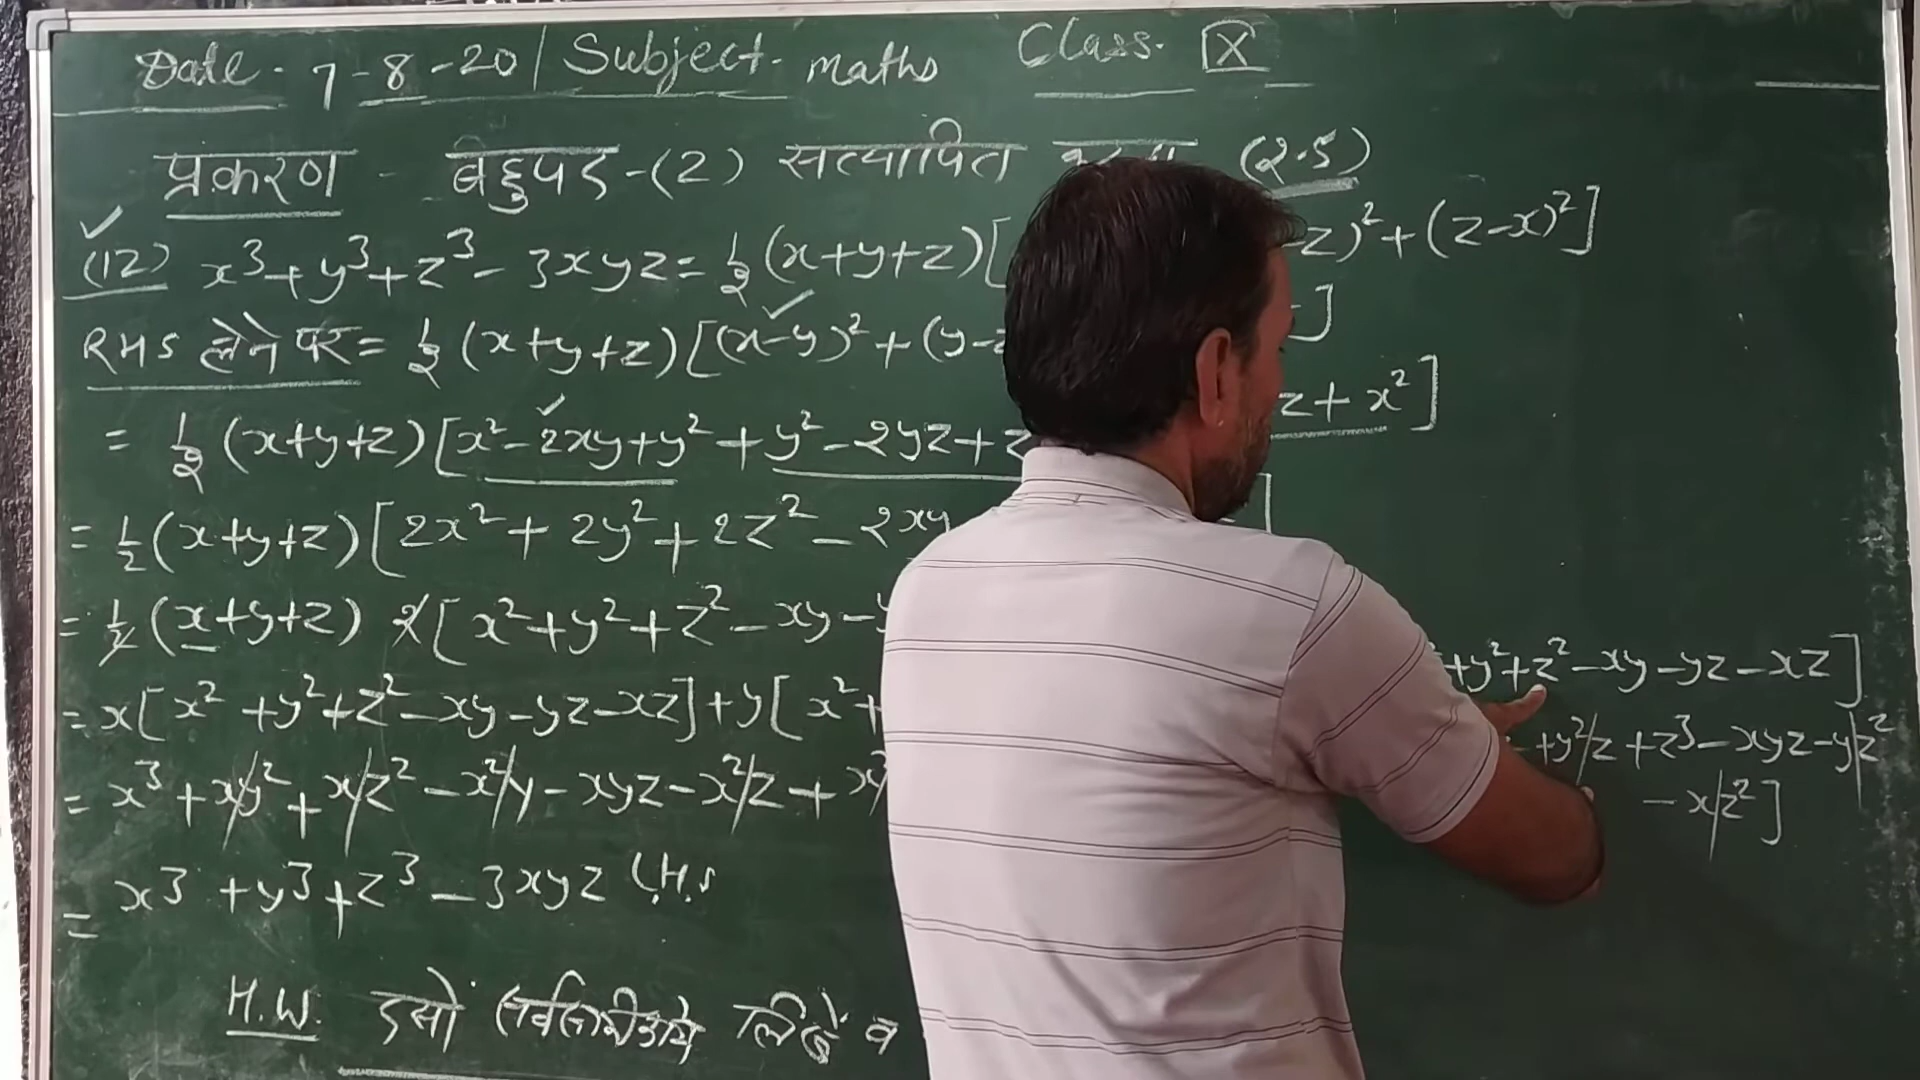 Date - 7-8-20 | Subject - maths Class. X
प्रकरण - बहुपद -(2) सत्यापित (2.5)
(12) x³+y³+z³-3xyz=½(x+y+z)[ -z)²+(z-x)²]
RHS लेने पर = ½(x+y+z)[(x-y)²+(y-z ]
= ½(x+y+z)[x²-2xy+y²+y²-2yz+z z+x²]
= ½(x+y+z)[2x²+2y²+2z²-2xy ]
= ½(x+y+z) 2[x²+y²+z²-xy-y
= x[x²+y²+z²-xy-yz-xz]+y[x²+ +y²+z²-xy-yz-xz]
= x³+xy²+xz²-x²y-xyz-x²z+xy +y²z+z³-xyz-yz²
-xz²]
= x³+y³+z³-3xyz L.H.S
H.W. इसी लिखें व